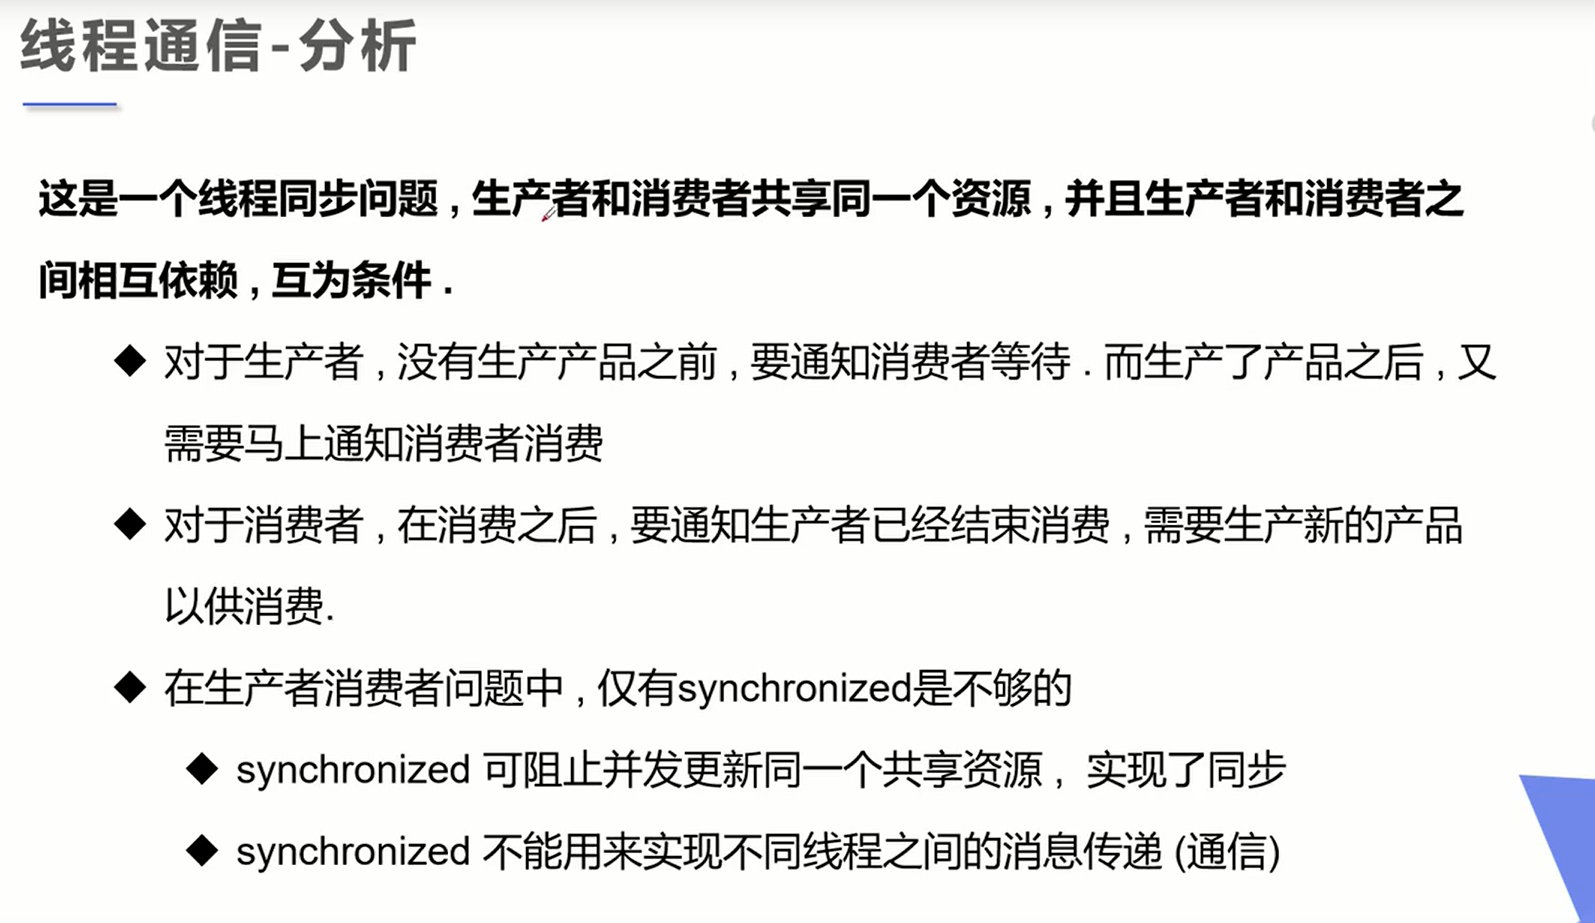 线程通信-分析
这是一个线程同步问题 , 生产者和消费者共享同一个资源 , 并且生产者和消费者之
间相互依赖 , 互为条件 .
◆ 对于生产者 , 没有生产产品之前 , 要通知消费者等待 . 而生产了产品之后 , 又
需要马上通知消费者消费
◆ 对于消费者 , 在消费之后 , 要通知生产者已经结束消费 , 需要生产新的产品
以供消费.
◆ 在生产者消费者问题中 , 仅有synchronized是不够的
◆ synchronized 可阻止并发更新同一个共享资源 , 实现了同步
◆ synchronized 不能用来实现不同线程之间的消息传递 (通信)